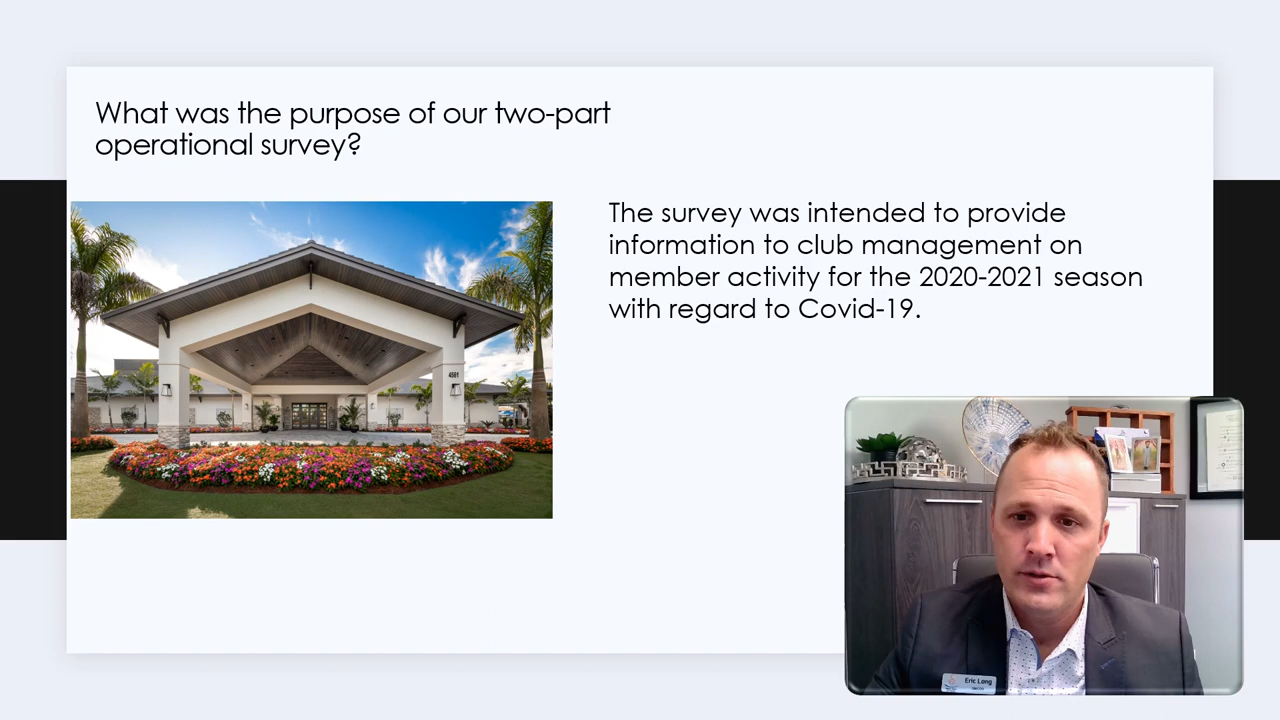 What was the purpose of our two-part
operational survey?
The survey was intended to provide
information to club management on
member activity for the 2020-2021 season
with regard to Covid-19.
4501
Eric Long